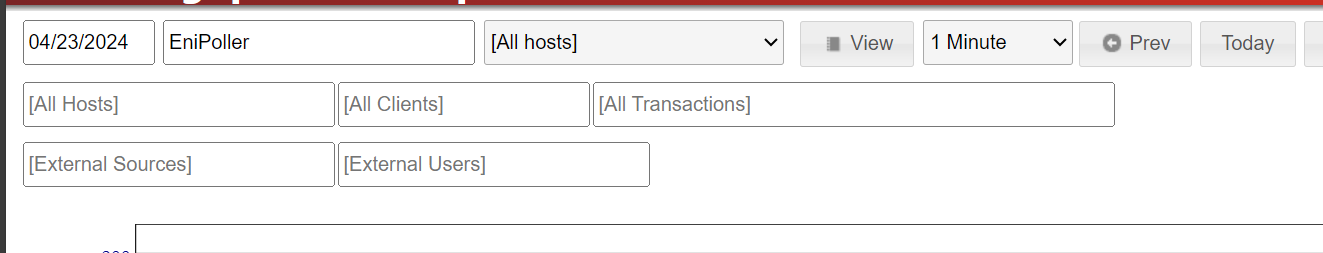 04/23/2024 EniPoller [All hosts] View 1 Minute Prev Today
[All Hosts] [All Clients] [All Transactions]
[External Sources] [External Users]